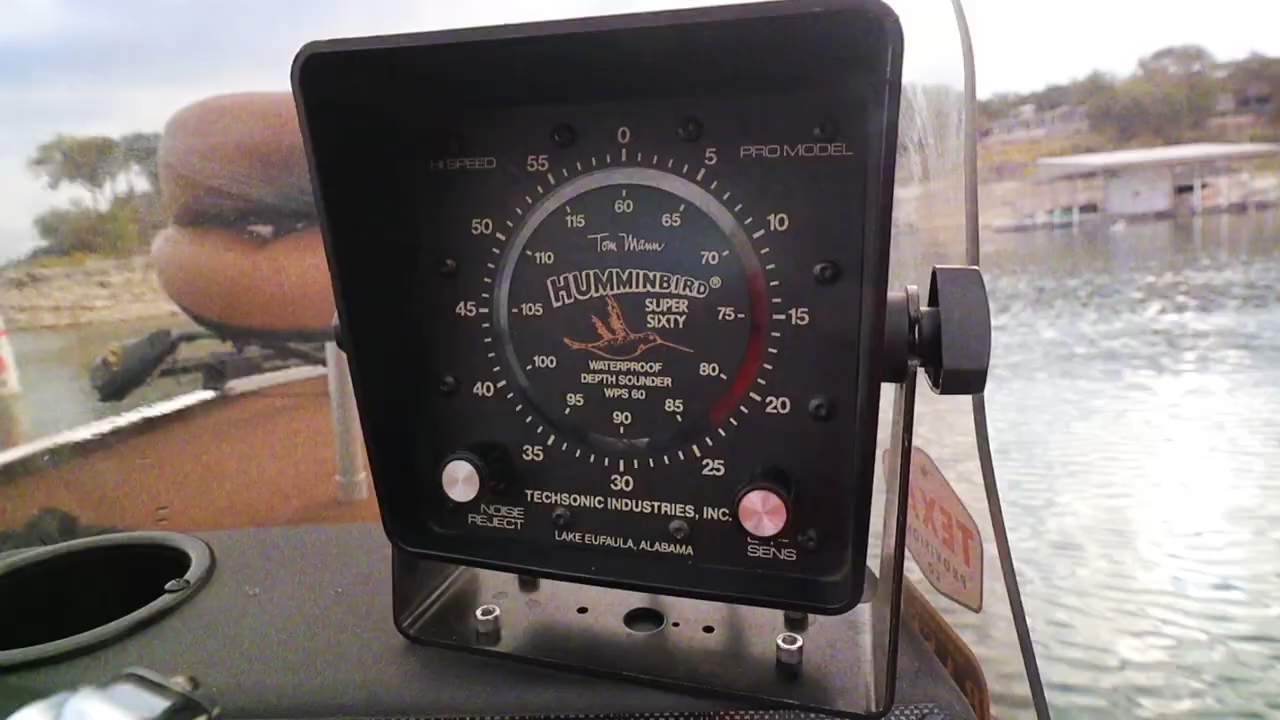 HI SPEED
PRO MODEL
0
5
10
15
20
25
30
35
40
45
50
55
60
65
70
75
80
85
90
95
100
105
110
115
Tom Mann
HUMMINBIRD®
SUPER
SIXTY
WATERPROOF
DEPTH SOUNDER
WPS 60
NOISE
REJECT
TECHSONIC INDUSTRIES, INC.
LAKE EUFAULA, ALABAMA
SENS
TEX